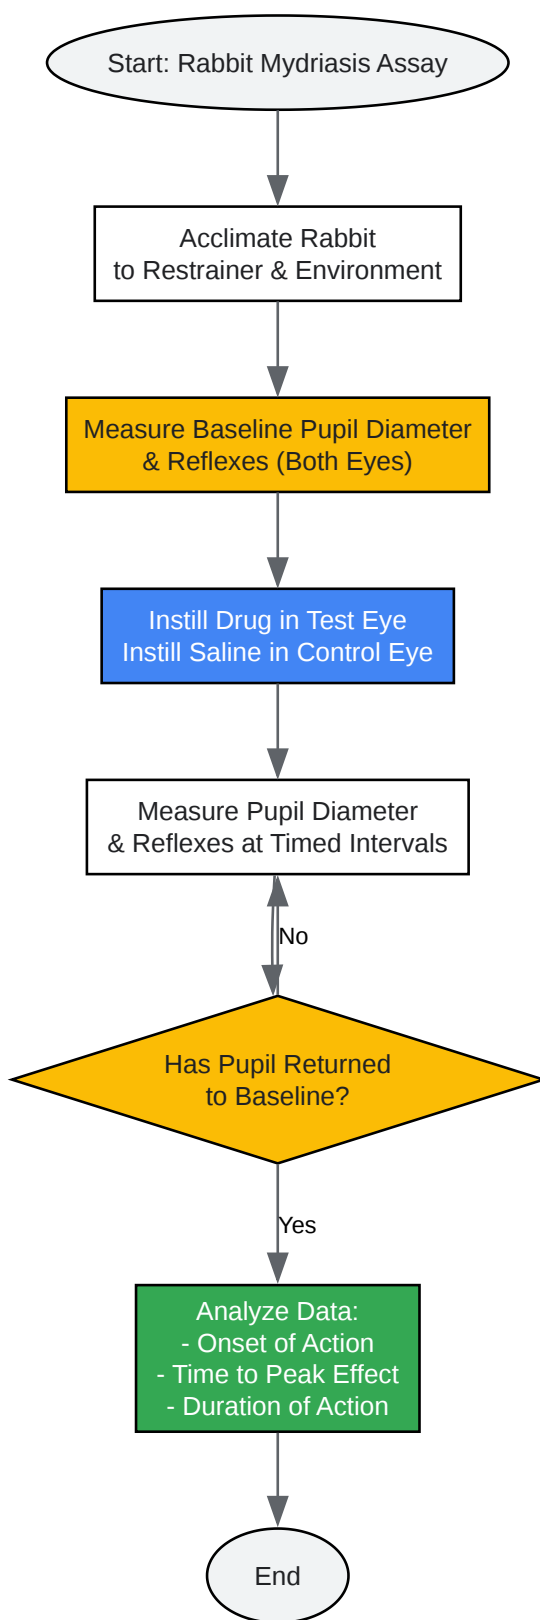 Start: Rabbit Mydriasis Assay
Acclimate Rabbit
to Restrainer & Environment
Measure Baseline Pupil Diameter
& Reflexes (Both Eyes)
Instill Drug in Test Eye
Instill Saline in Control Eye
Measure Pupil Diameter
& Reflexes at Timed Intervals
No
Has Pupil Returned
to Baseline?
Yes
Analyze Data:
- Onset of Action
- Time to Peak Effect
- Duration of Action
End